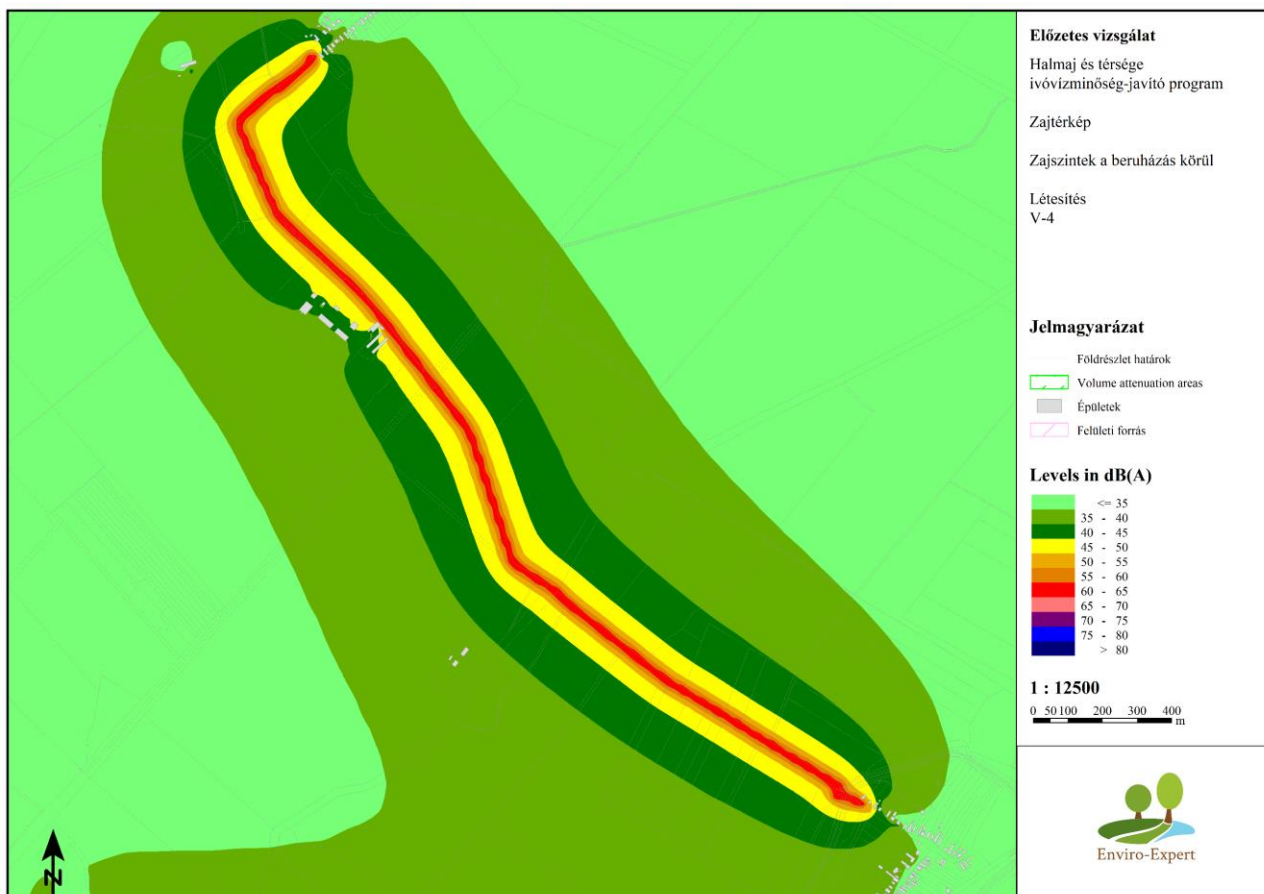 Előzetes vizsgálat
Halmaj és térsége
ivóvízminőség-javító program
Zajtérkép
Zajszintek a beruházás körül
Létesítés
V-4
Jelmagyarázat
Földrészlet határok
Volume attenuation areas
Épületek
Felületi forrás
Levels in dB(A)
<= 35
35 - 40
40 - 45
45 - 50
50 - 55
55 - 60
60 - 65
65 - 70
70 - 75
75 - 80
> 80
1 : 12500
0 50 100 200 300 400
m
Enviro-Expert
N